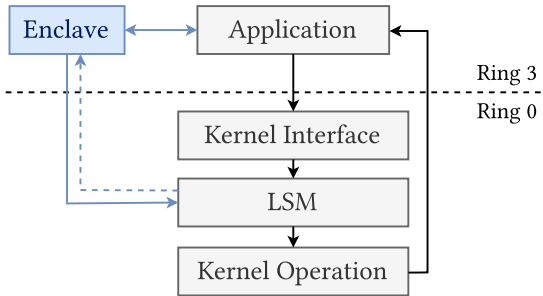 Enclave
Application
Ring 3
Ring 0
Kernel Interface
LSM
Kernel Operation